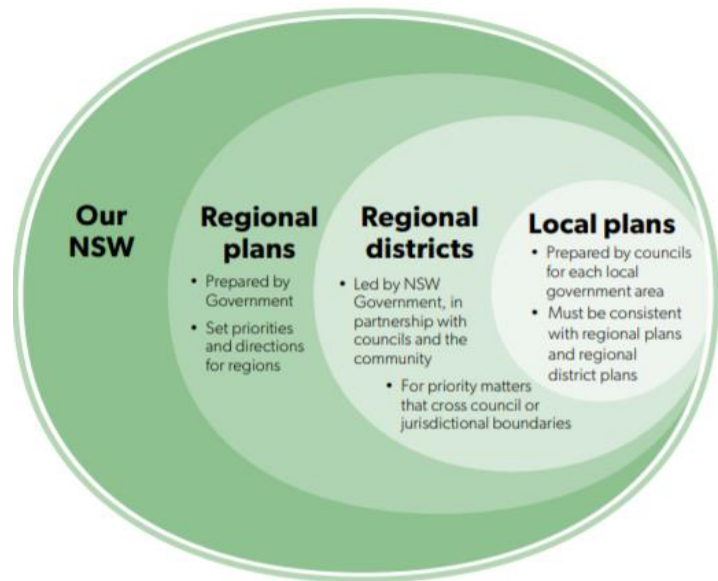 Our
NSW
Regional
plans
• Prepared by
Government
• Set priorities
and directions
for regions
Regional
districts
• Led by NSW
Government, in
partnership with
councils and the
community
• For priority matters
that cross council or
jurisdictional boundaries
Local plans
• Prepared by councils
for each local
government area
• Must be consistent
with regional plans
and regional
district plans